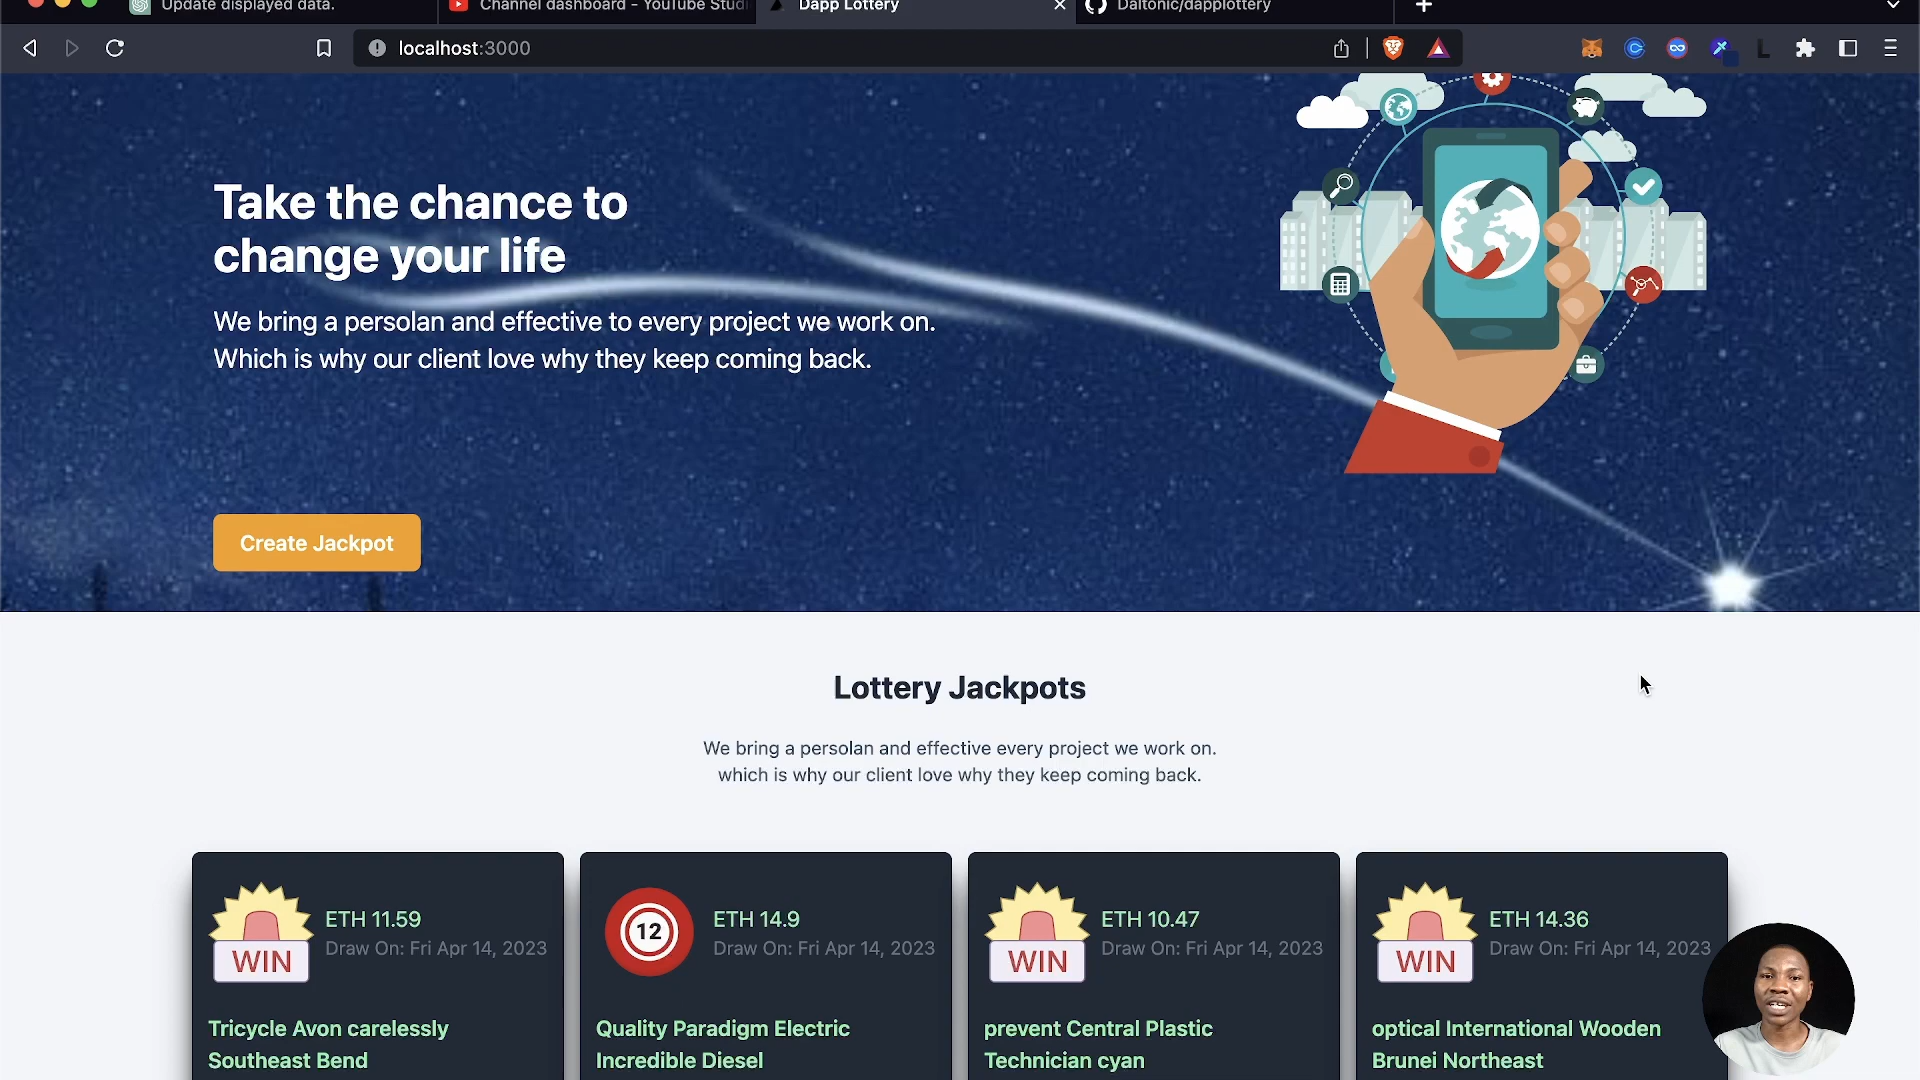 Update displayed data.
Channel dashboard - YouTube Studi
Dapp Lottery
Daltonic/dapplottery
localhost:3000
Take the chance to
change your life
We bring a persolan and effective to every project we work on.
Which is why our client love why they keep coming back.
Create Jackpot
Lottery Jackpots
We bring a persolan and effective every project we work on.
which is why our client love why they keep coming back.
WIN
ETH 11.59
Draw On: Fri Apr 14, 2023
Tricycle Avon carelessly
Southeast Bend
12
ETH 14.9
Draw On: Fri Apr 14, 2023
Quality Paradigm Electric
Incredible Diesel
WIN
ETH 10.47
Draw On: Fri Apr 14, 2023
prevent Central Plastic
Technician cyan
WIN
ETH 14.36
Draw On: Fri Apr 14, 2023
optical International Wooden
Brunei Northeast